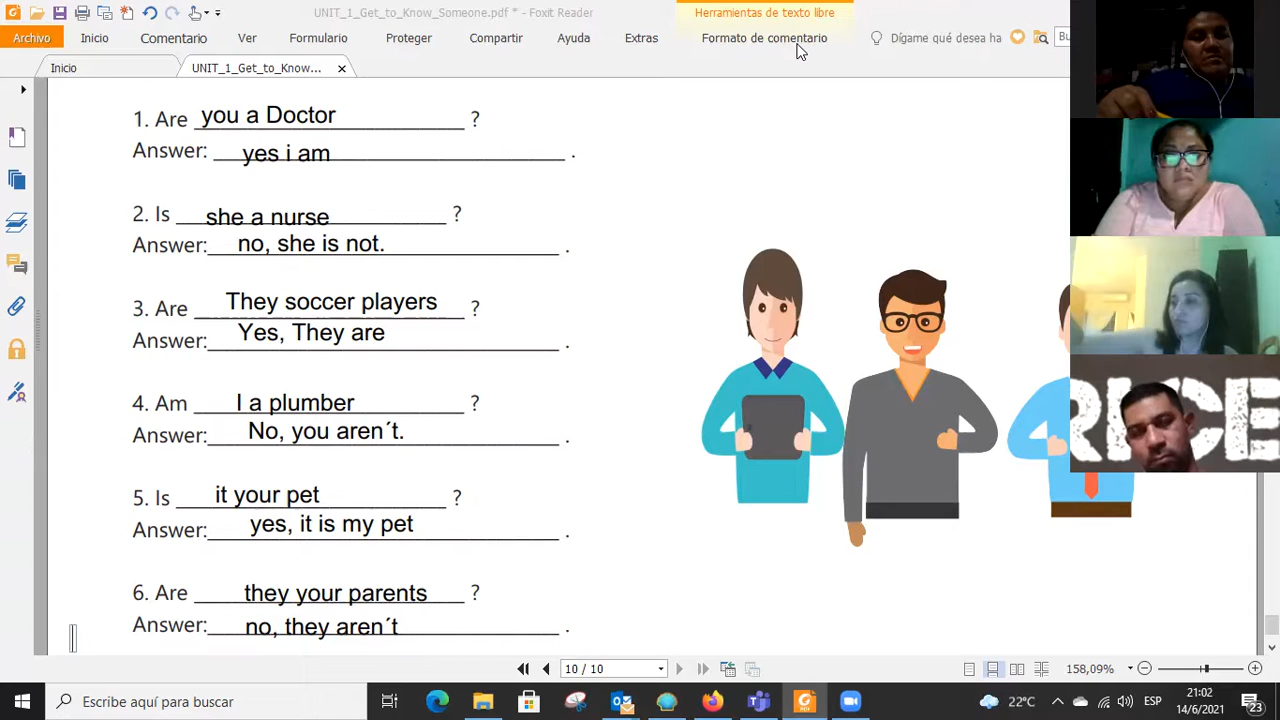 UNIT_1_Get_to_Know_Someone.pdf * - Foxit Reader
Herramientas de texto libre
Archivo Inicio Comentario Ver Formulario Proteger Compartir Ayuda Extras Formato de comentario Dígame qué desea ha Bu
Inicio UNIT_1_Get_to_Know...
1. Are you a Doctor ?
Answer: yes i am .
2. Is she a nurse ?
Answer: no, she is not. .
3. Are They soccer players ?
Answer: Yes, They are .
4. Am I a plumber ?
Answer: No, you aren´t. .
5. Is it your pet ?
Answer: yes, it is my pet .
6. Are they your parents ?
Answer: no, they aren´t .
RICE
10 / 10 158,09%
Escribe aquí para buscar 22°C ESP 21:02
14/6/2021 23